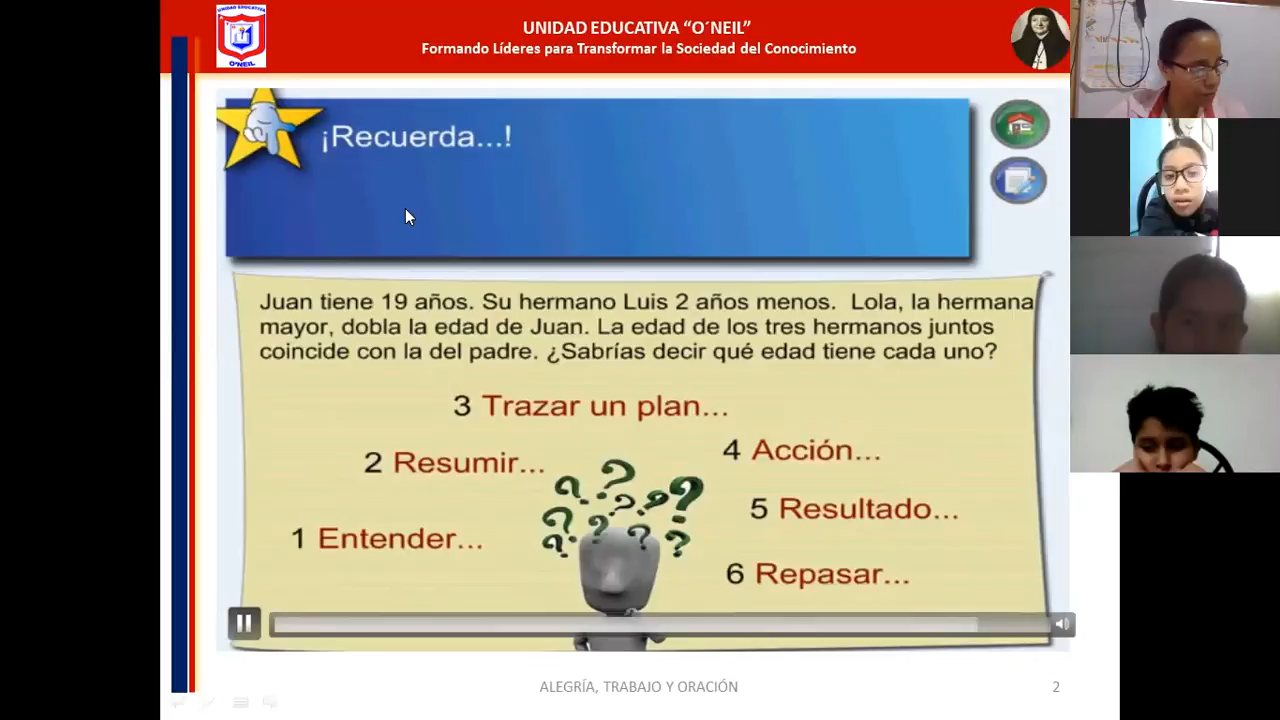 UNIDAD EDUCATIVA
O'NEIL
UNIDAD EDUCATIVA “O´NEIL”
Formando Líderes para Transformar la Sociedad del Conocimiento
¡Recuerda...!
Juan tiene 19 años. Su hermano Luis 2 años menos. Lola, la hermana
mayor, dobla la edad de Juan. La edad de los tres hermanos juntos
coincide con la del padre. ¿Sabrías decir qué edad tiene cada uno?
3 Trazar un plan...
2 Resumir...
4 Acción...
5 Resultado...
1 Entender...
6 Repasar...
ALEGRÍA, TRABAJO Y ORACIÓN
2